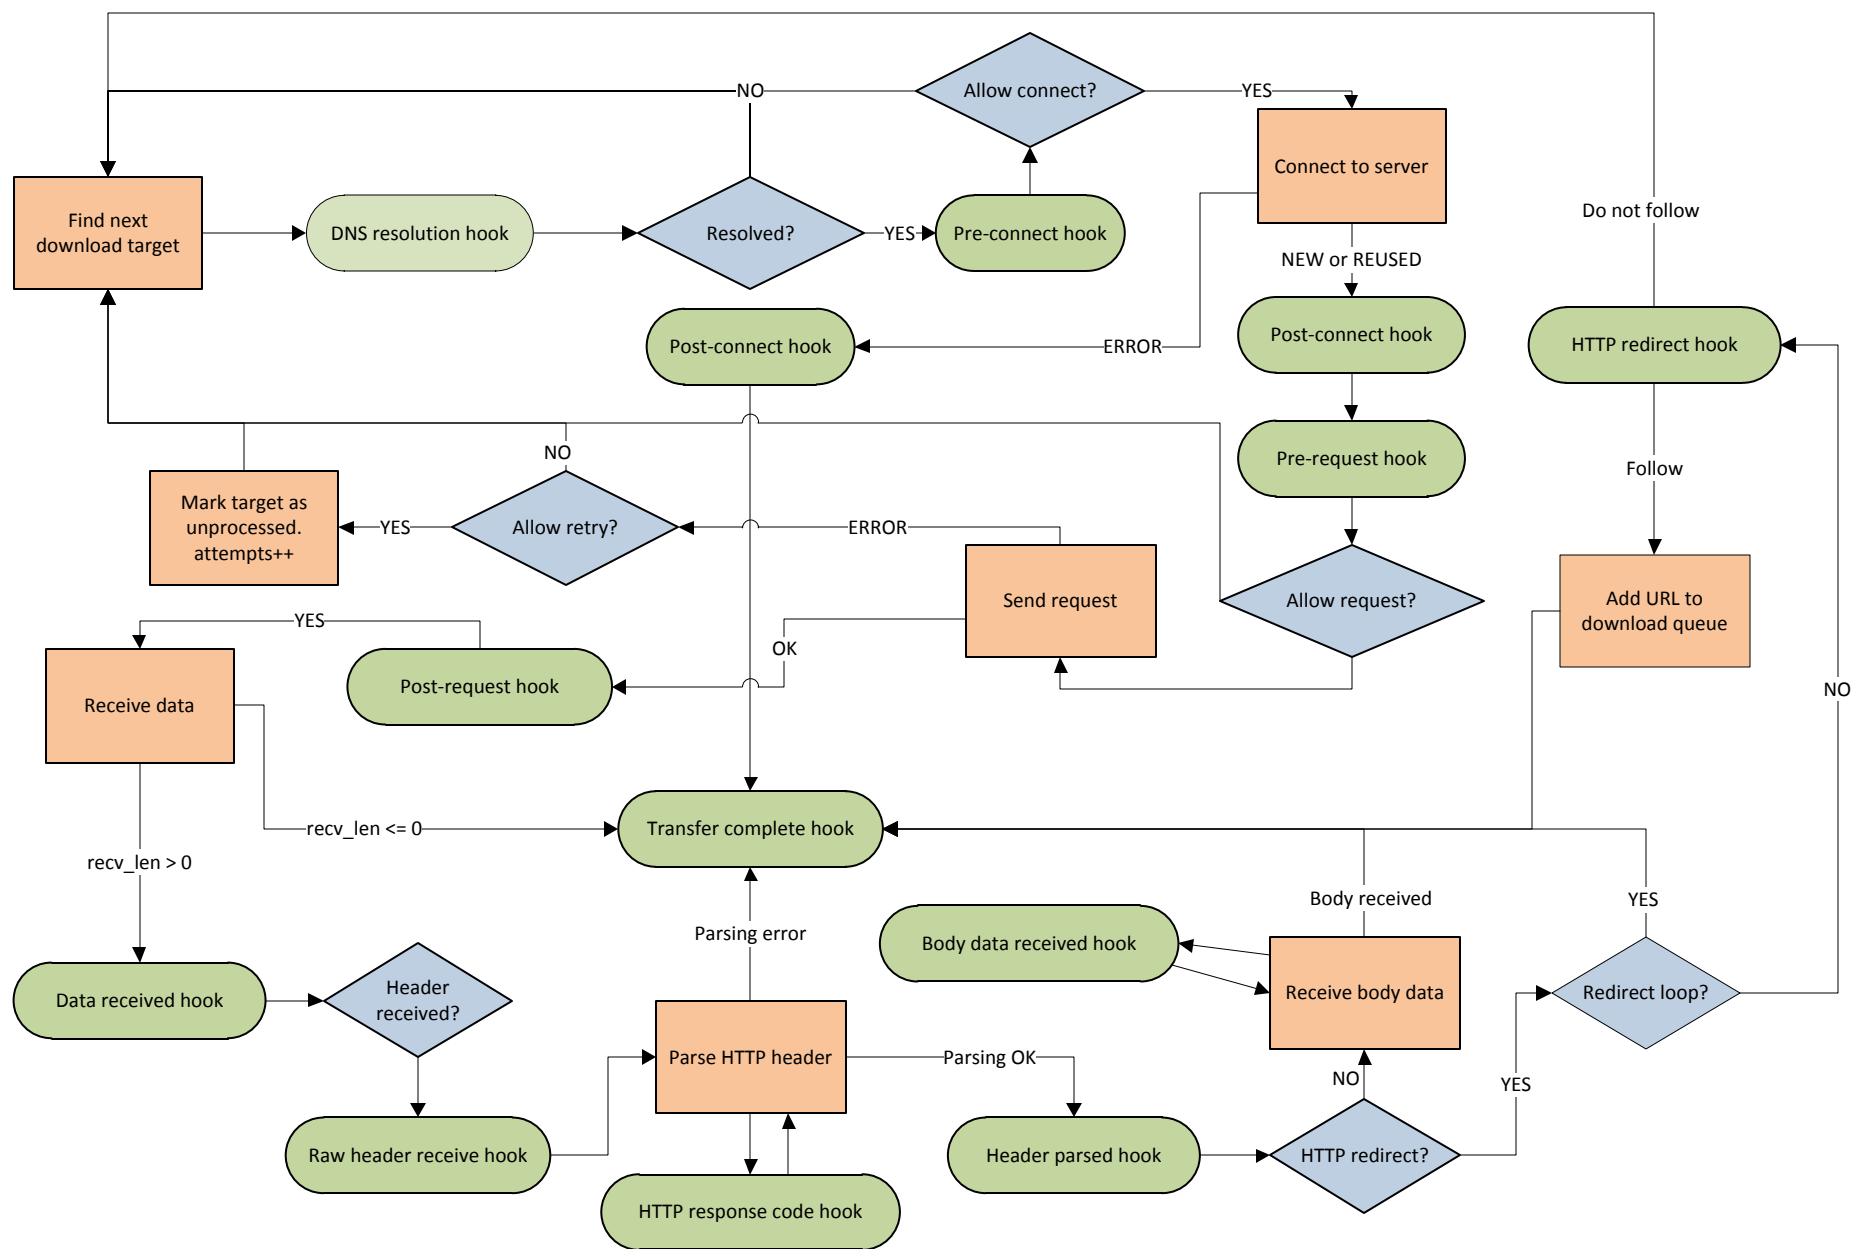 NO
Allow connect?
YES
Connect to server
Find next
download target
DNS resolution hook
Resolved?
YES
Pre-connect hook
Do not follow
NEW or REUSED
Post-connect hook
ERROR
Post-connect hook
HTTP redirect hook
NO
Pre-request hook
Follow
Mark target as
unprocessed.
attempts++
YES
Allow retry?
ERROR
Send request
Allow request?
Add URL to
download queue
YES
OK
Receive data
Post-request hook
NO
recv_len <= 0
Transfer complete hook
recv_len > 0
Body received
YES
Parsing error
Body data received hook
Data received hook
Header
received?
Receive body data
Redirect loop?
Parse HTTP header
Parsing OK
NO
YES
Raw header receive hook
Header parsed hook
HTTP redirect?
HTTP response code hook